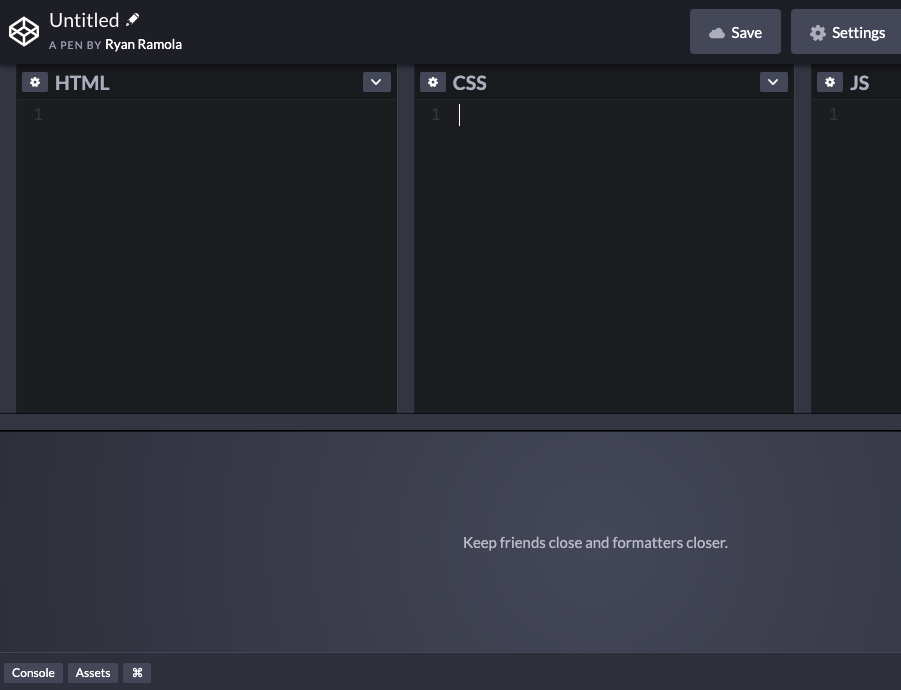 Untitled
A PEN BY Ryan Ramola
Save
Settings
HTML
CSS
JS
1
1
1
Keep friends close and formatters closer.
Console
Assets
⌘